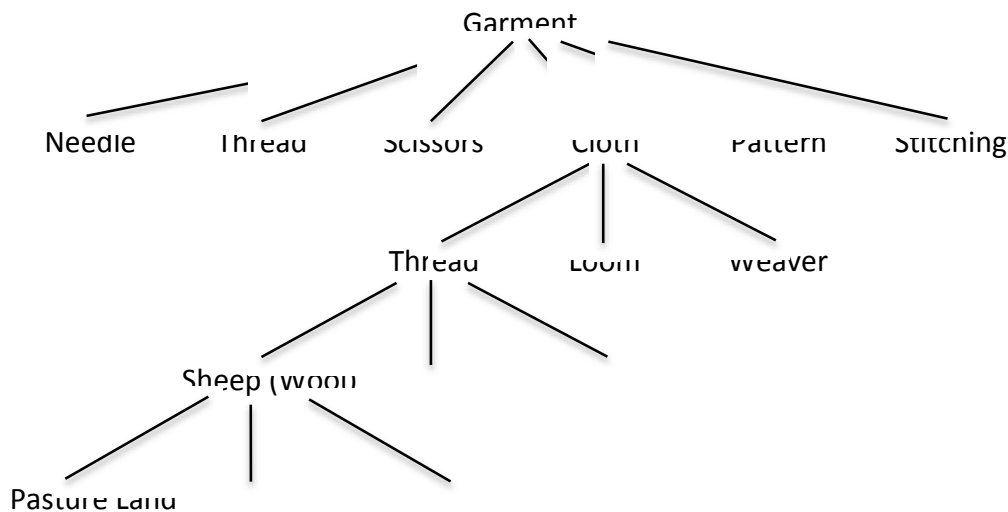 Garment
Needle Thread Scissors Cloth Pattern Stitching
Thread Loom Weaver
Sheep (Wool)
Pasture Land